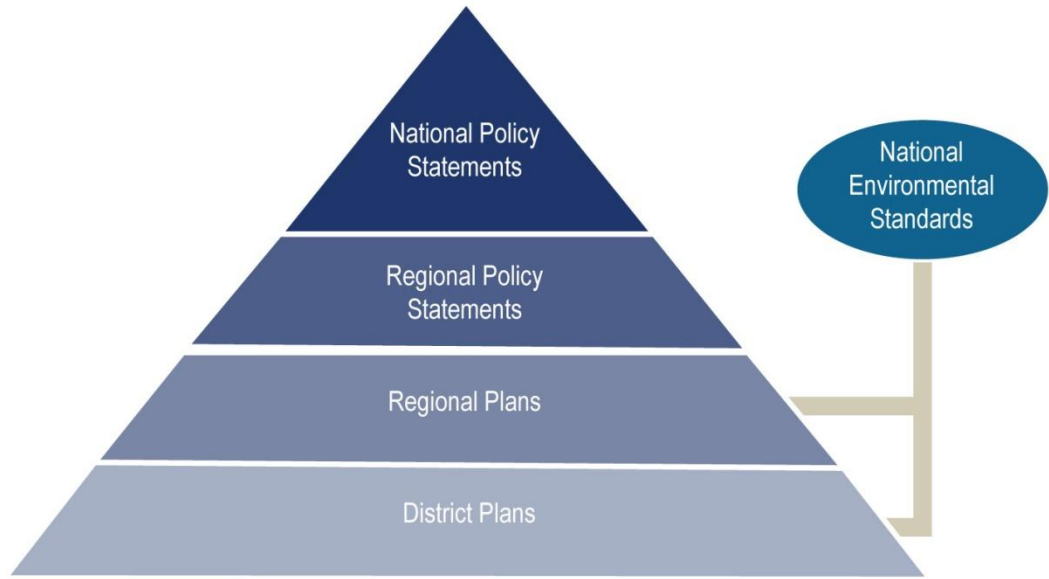 National Policy
Statements
National
Environmental
Standards
Regional Policy
Statements
Regional Plans
District Plans